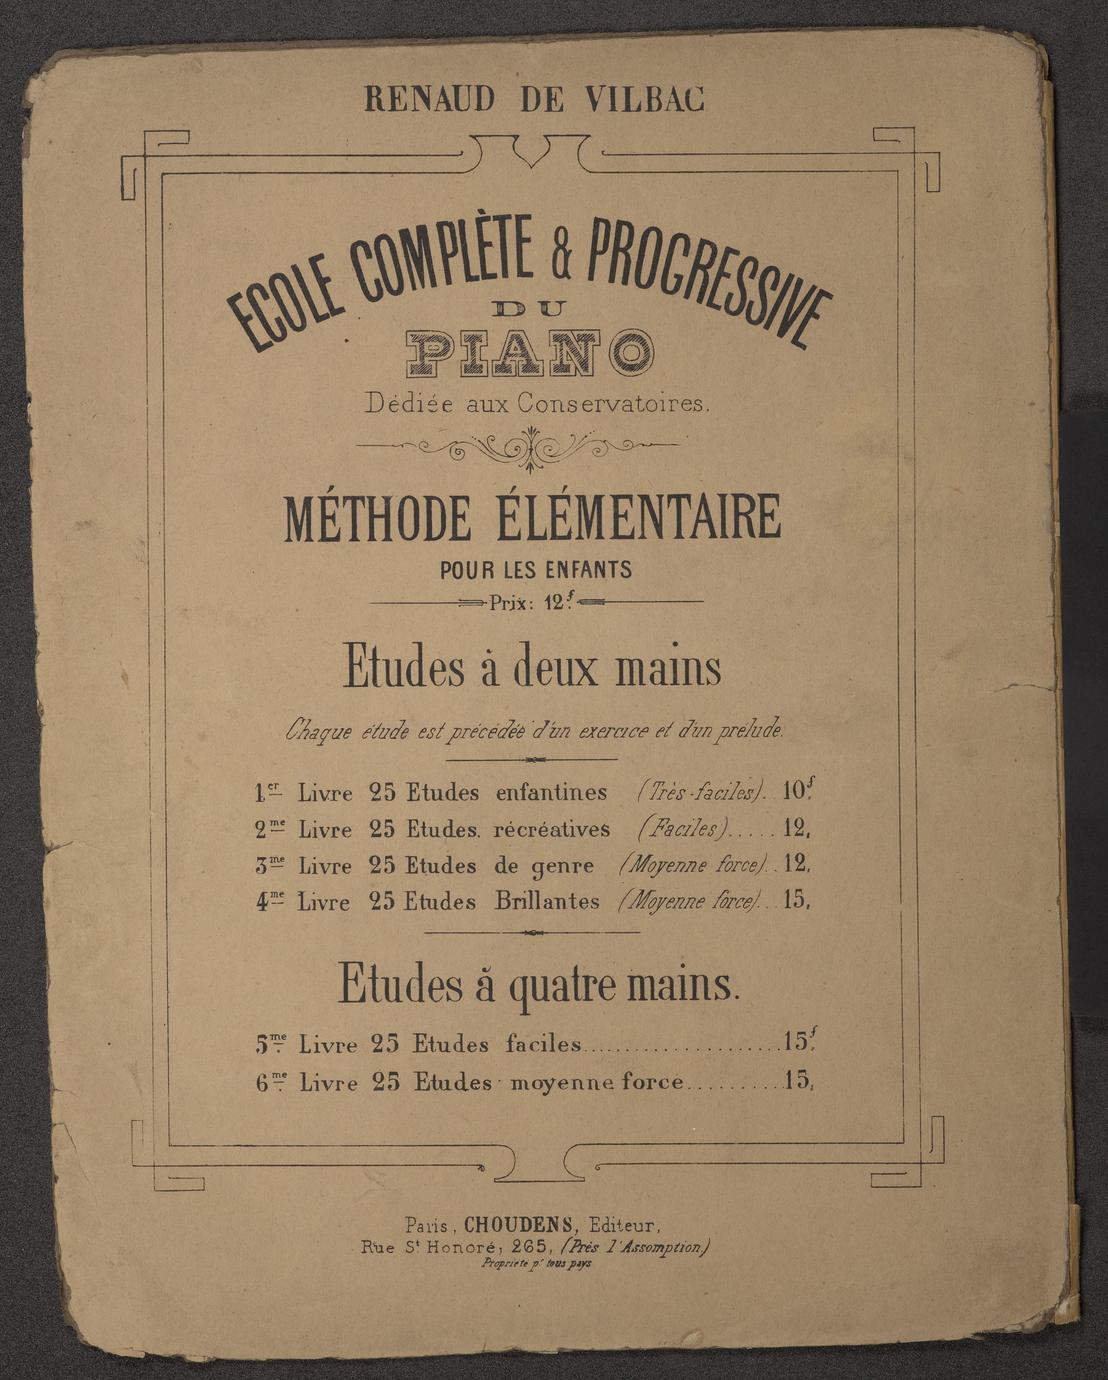 RENAUD DE VILBAC
ECOLE COMPLÈTE & PROGRESSIVE
DU
PIANO
Dédiée aux Conservatoires.
MÉTHODE ÉLÉMENTAIRE
POUR LES ENFANTS
Prix: 12f.
Etudes à deux mains
Chaque étude est précédée d'un exercice et d'un prélude.
1er Livre 25 Etudes enfantines (Très-faciles). 10f.
2me Livre 25 Etudes. récréatives (Faciles)..... 12,
3me Livre 25 Etudes de genre (Moyenne force).. 12,
4me Livre 25 Etudes Brillantes (Moyenne force)... 15,
Etudes à quatre mains.
5me Livre 25 Etudes faciles...................... 15f.
6me Livre 25 Etudes moyenne force.......... 15,
Paris, CHOUDENS, Editeur,
Rue St Honoré, 265, (Près l'Assomption)
Propriété pr tous pays